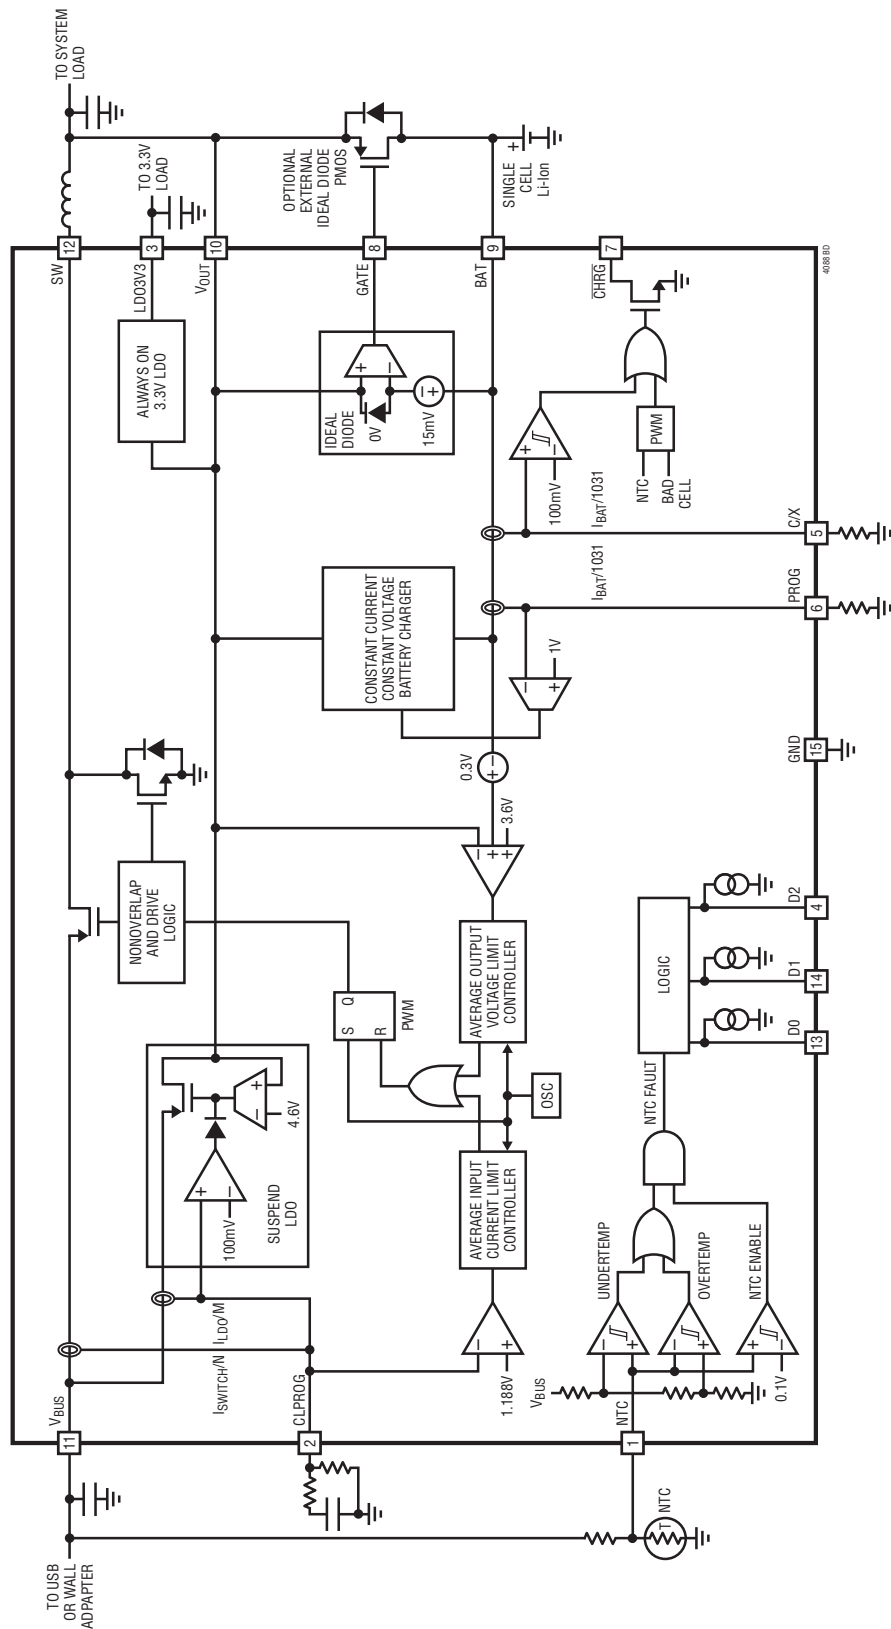 TO USB
OR WALL
ADPAPTER
11
VBUS
SW
12
TO SYSTEM
LOAD
ISWITCH/N
ILDO/M
SUSPEND
LDO
100mV
+
−
−
+
4.6V
NONOVERLAP
AND DRIVE
LOGIC
ALWAYS ON
3.3V LDO
LDO3V3
3
TO 3.3V
LOAD
VOUT
10
2
CLPROG
−
+
1.188V
AVERAGE INPUT
CURRENT LIMIT
CONTROLLER
S
Q
R
PWM
OSC
AVERAGE OUTPUT
VOLTAGE LIMIT
CONTROLLER
−
+
+
3.6V
0.3V
+
−
CONSTANT CURRENT
CONSTANT VOLTAGE
BATTERY CHARGER
−
+
1V
IDEAL
DIODE
0V
15mV
+
−
−
+
GATE
8
OPTIONAL
EXTERNAL
IDEAL DIODE
PMOS
BAT
9
SINGLE
CELL
Li-Ion
+
IBAT/1031
IBAT/1031
+
−
100mV
NTC
BAD
CELL
PWM
CHRG
7
T
NTC
1
NTC
VBUS
−
+
UNDERTEMP
−
+
OVERTEMP
+
−
0.1V
NTC ENABLE
NTC FAULT
LOGIC
D0
13
D1
14
D2
4
GND
15
PROG
6
C/X
5
4088 BD